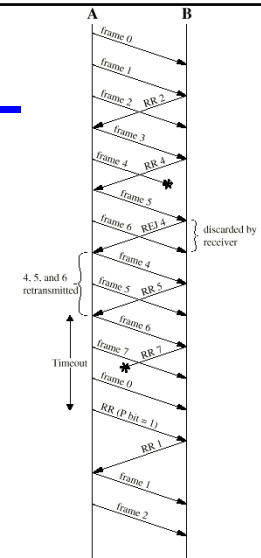 A B
frame 0
frame 1
frame 2
RR 2
frame 3
frame 4
RR 4
frame 5
frame 6
REJ 4
discarded by
receiver
frame 4
4, 5, and 6
retransmitted
frame 5
RR 5
frame 6
Timeout
frame 7
RR 7
frame 0
RR (P bit = 1)
RR 1
frame 1
frame 2